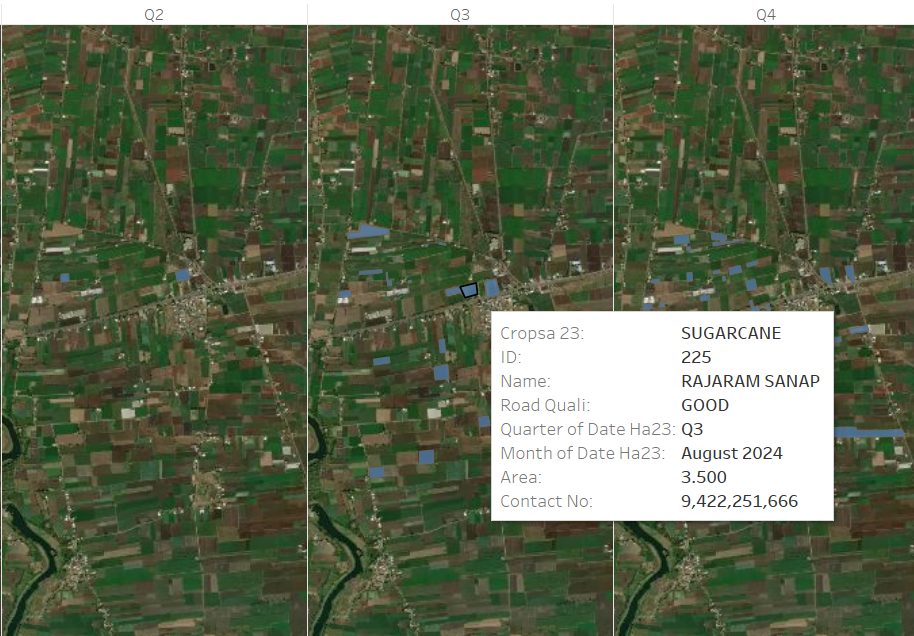 Q2 Q3 Q4
Cropsa 23: SUGARCANE
ID: 225
Name: RAJARAM SANAP
Road Quali: GOOD
Quarter of Date Ha23: Q3
Month of Date Ha23: August 2024
Area: 3.500
Contact No: 9,422,251,666